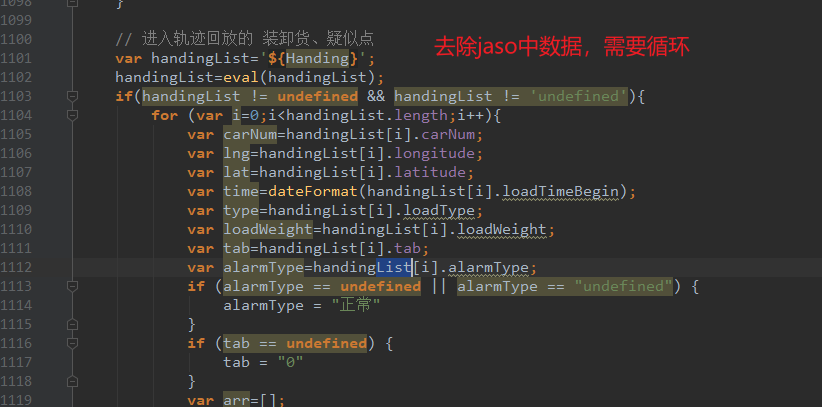 1098 }
1099
1100 // 进入轨迹回放的 装卸货、疑似点
去除jaso中数据，需要循环
1101 var handingList='${Handing}';
1102 handingList=eval(handingList);
1103 if(handingList != undefined && handingList != 'undefined'){
1104 for (var i=0;i<handingList.length;i++){
1105 var carNum=handingList[i].carNum;
1106 var lng=handingList[i].longitude;
1107 var lat=handingList[i].latitude;
1108 var time=dateFormat(handingList[i].loadTimeBegin);
1109 var type=handingList[i].loadType;
1110 var loadWeight=handingList[i].loadWeight;
1111 var tab=handingList[i].tab;
1112 var alarmType=handingList[i].alarmType;
1113 if (alarmType == undefined || alarmType == "undefined") {
1114 alarmType = "正常"
1115 }
1116 if (tab == undefined) {
1117 tab = "0"
1118 }
1119 var arr=[];